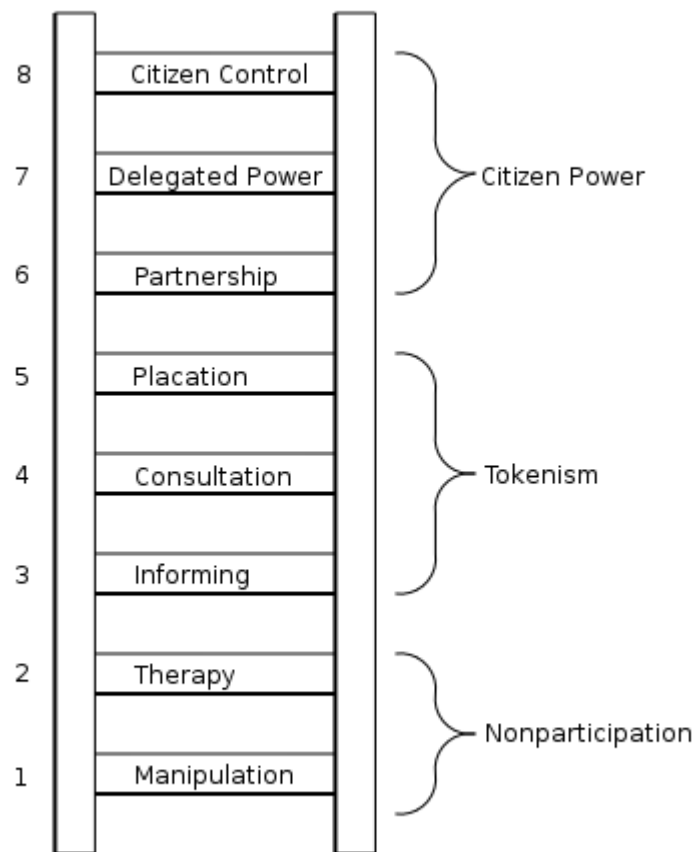 8 Citizen Control
7 Delegated Power Citizen Power
6 Partnership
5 Placation
4 Consultation Tokenism
3 Informing
2 Therapy
Nonparticipation
1 Manipulation